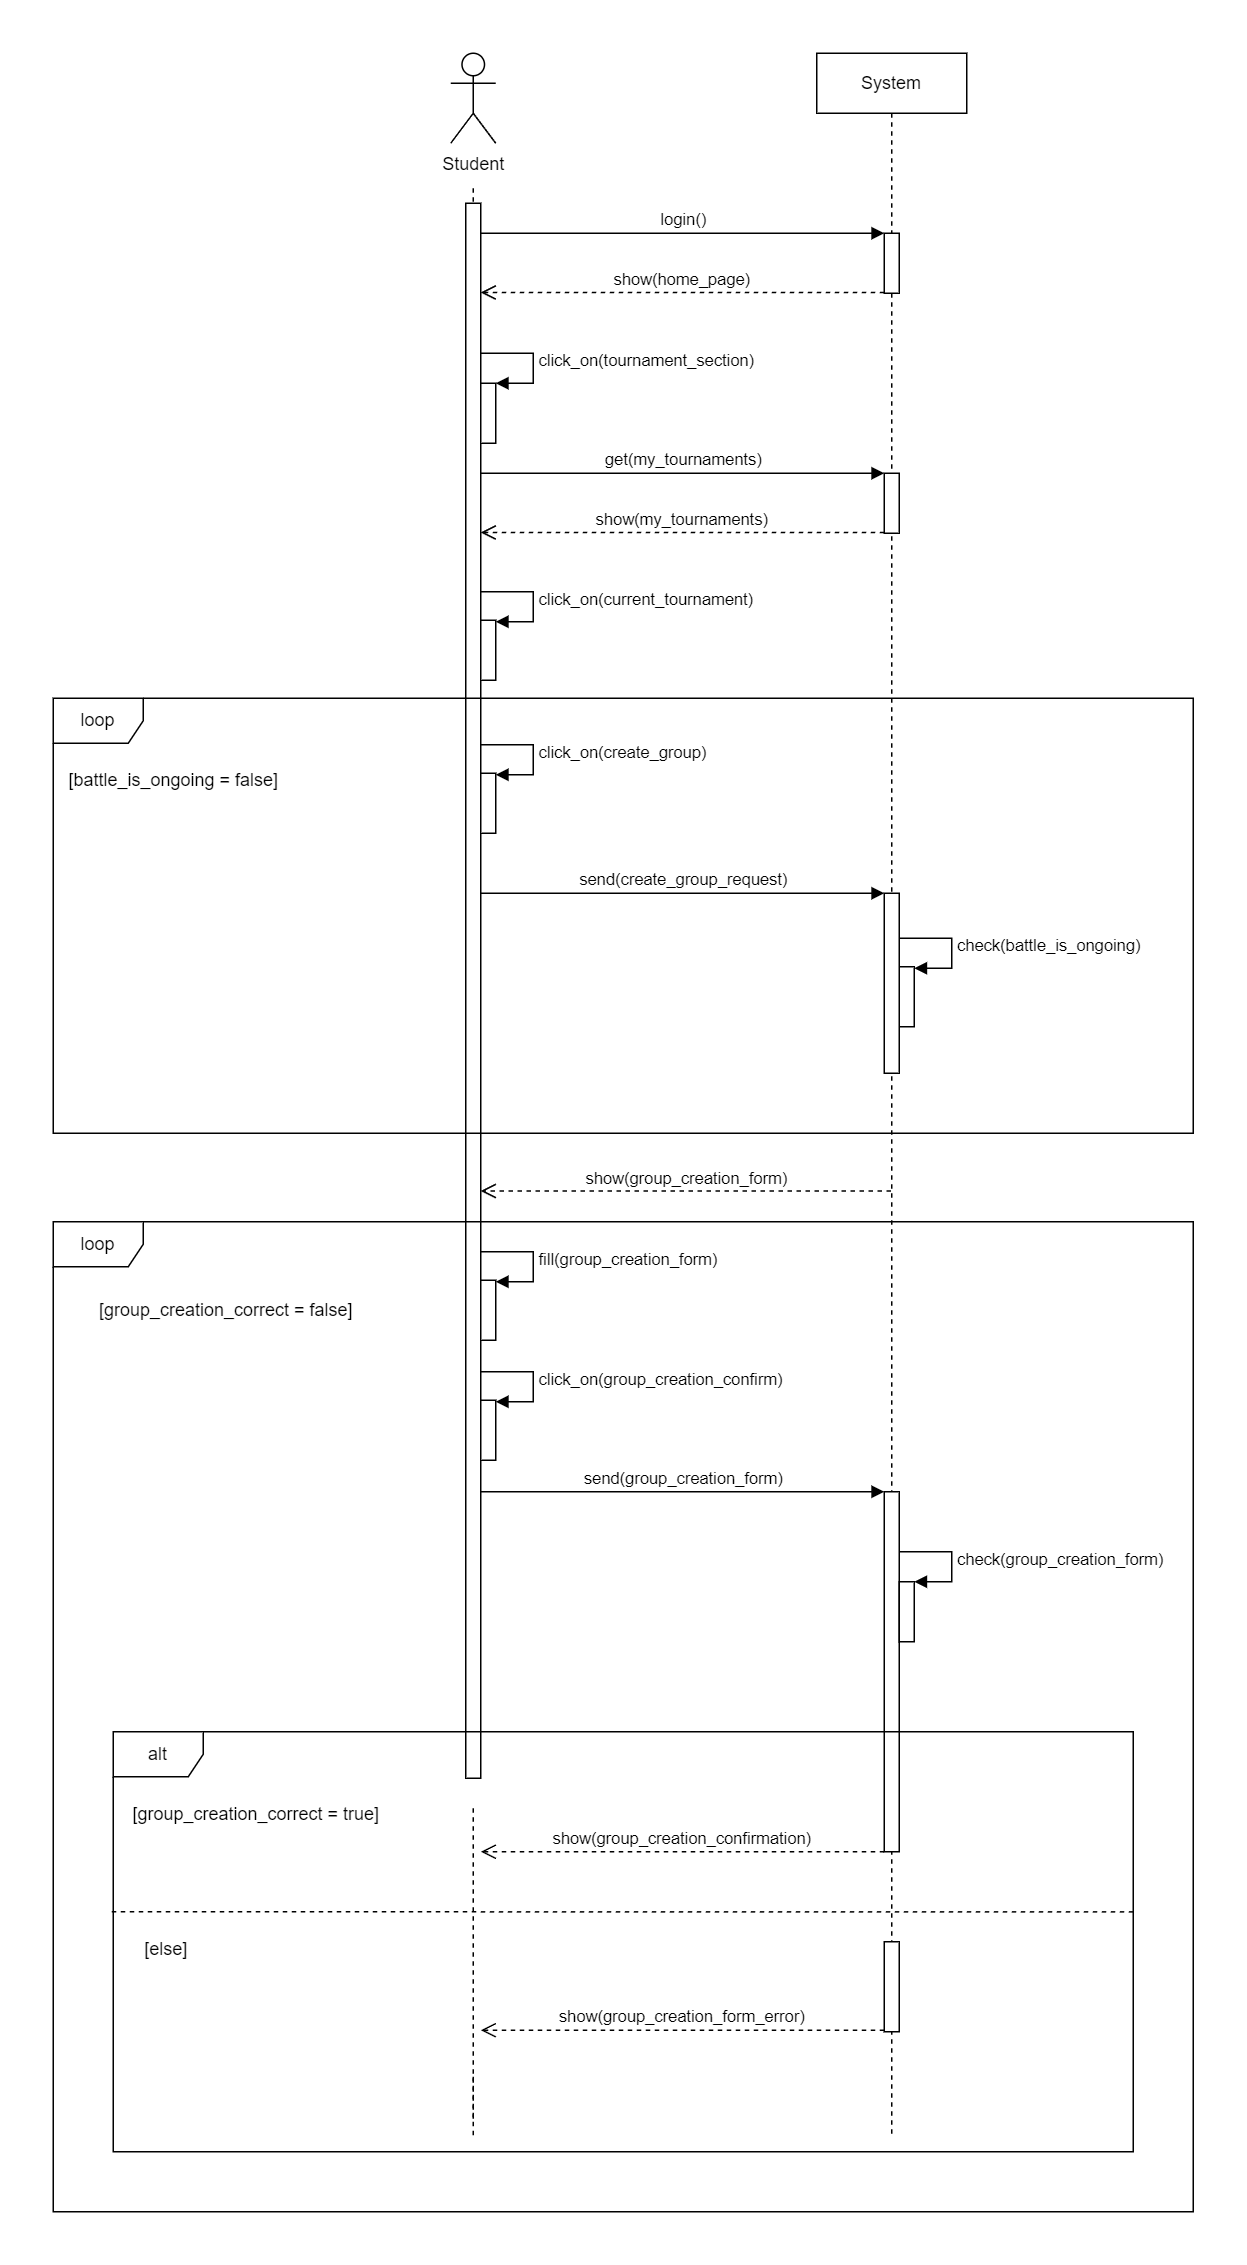 Student
System
login()
show(home_page)
click_on(tournament_section)
get(my_tournaments)
show(my_tournaments)
click_on(current_tournament)
loop
[battle_is_ongoing = false]
click_on(create_group)
send(create_group_request)
check(battle_is_ongoing)
show(group_creation_form)
loop
[group_creation_correct = false]
fill(group_creation_form)
click_on(group_creation_confirm)
send(group_creation_form)
check(group_creation_form)
alt
[group_creation_correct = true]
show(group_creation_confirmation)
[else]
show(group_creation_form_error)